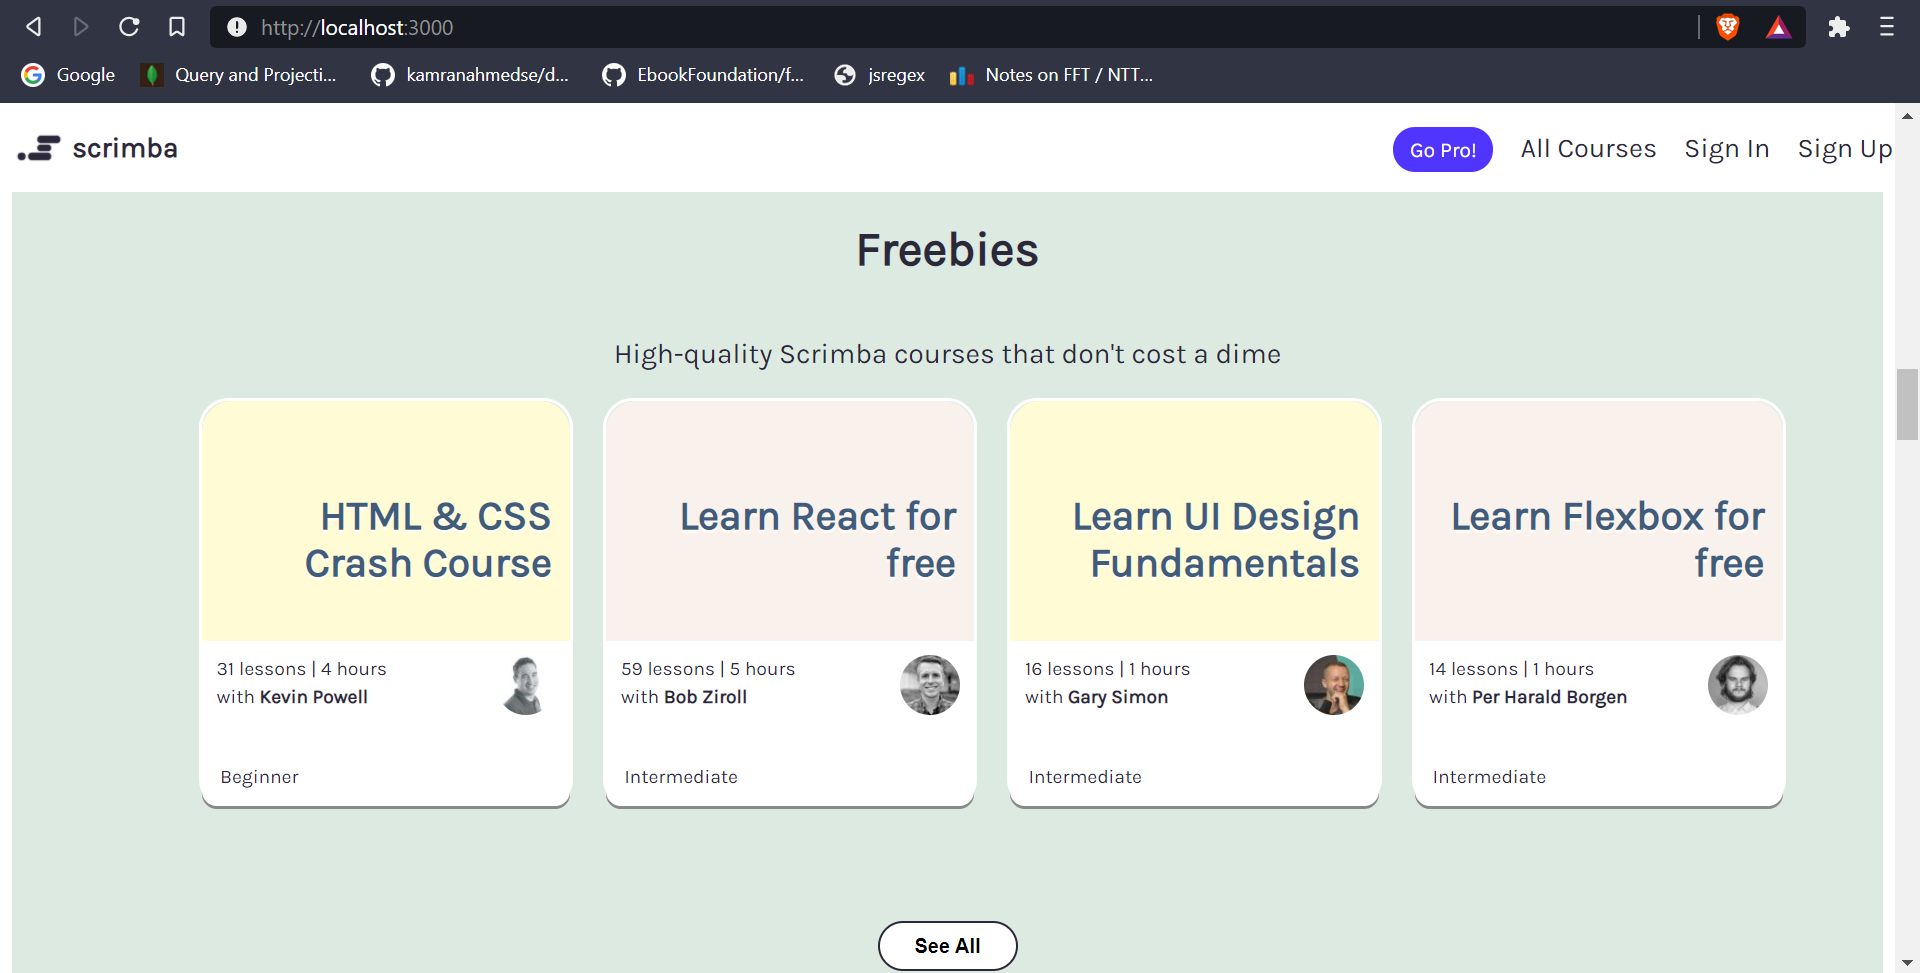 http://localhost:3000
Google
Query and Projecti...
kamranahmedse/d...
EbookFoundation/f...
jsregex
Notes on FFT / NTT...
scrimba
Go Pro!
All Courses
Sign In
Sign Up
Freebies
High-quality Scrimba courses that don't cost a dime
HTML & CSS
Crash Course
31 lessons | 4 hours
with Kevin Powell
Beginner
Learn React for
free
59 lessons | 5 hours
with Bob Ziroll
Intermediate
Learn UI Design
Fundamentals
16 lessons | 1 hours
with Gary Simon
Intermediate
Learn Flexbox for
free
14 lessons | 1 hours
with Per Harald Borgen
Intermediate
See All